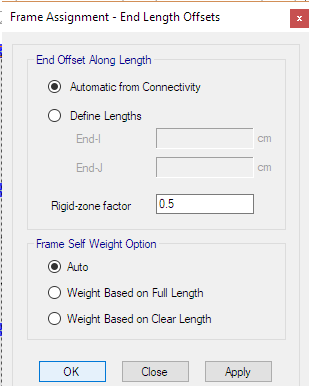 Frame Assignment - End Length Offsets
x
End Offset Along Length
Automatic from Connectivity
Define Lengths
End-I
cm
End-J
cm
Rigid-zone factor
0.5
Frame Self Weight Option
Auto
Weight Based on Full Length
Weight Based on Clear Length
OK
Close
Apply